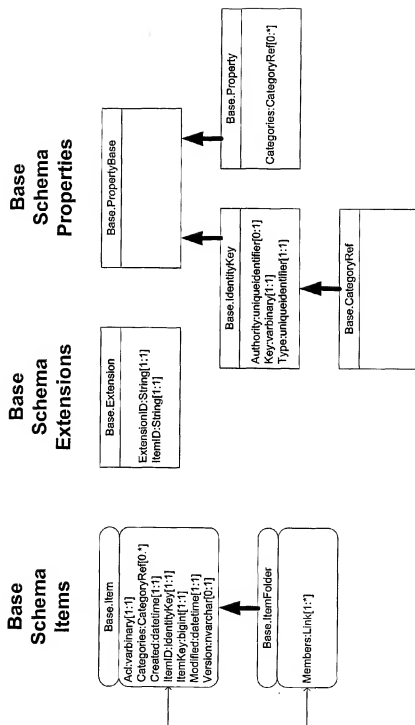 Base
Schema
Items
Base.Item
Acl:varbinary[1:1]
Categories:CategoryRef[0:*]
Created:datetime[1:1]
ItemID:IdentityKey[1:1]
ItemKey:bigint[1:1]
Modified:datetime[1:1]
Version:nvarchar[0:1]
Base.ItemFolder
Members:Link[1:*]
Base
Schema
Extensions
Base.Extension
ExtensionID:String[1:1]
ItemID:String[1:1]
Base
Schema
Properties
Base.PropertyBase
Base.IdentityKey
Authority:uniqueidentifier[0:1]
Key:varbinary[1:1]
Type:uniqueidentifier[1:1]
Base.CategoryRef
Base.Property
Categories:CategoryRef[0:*]